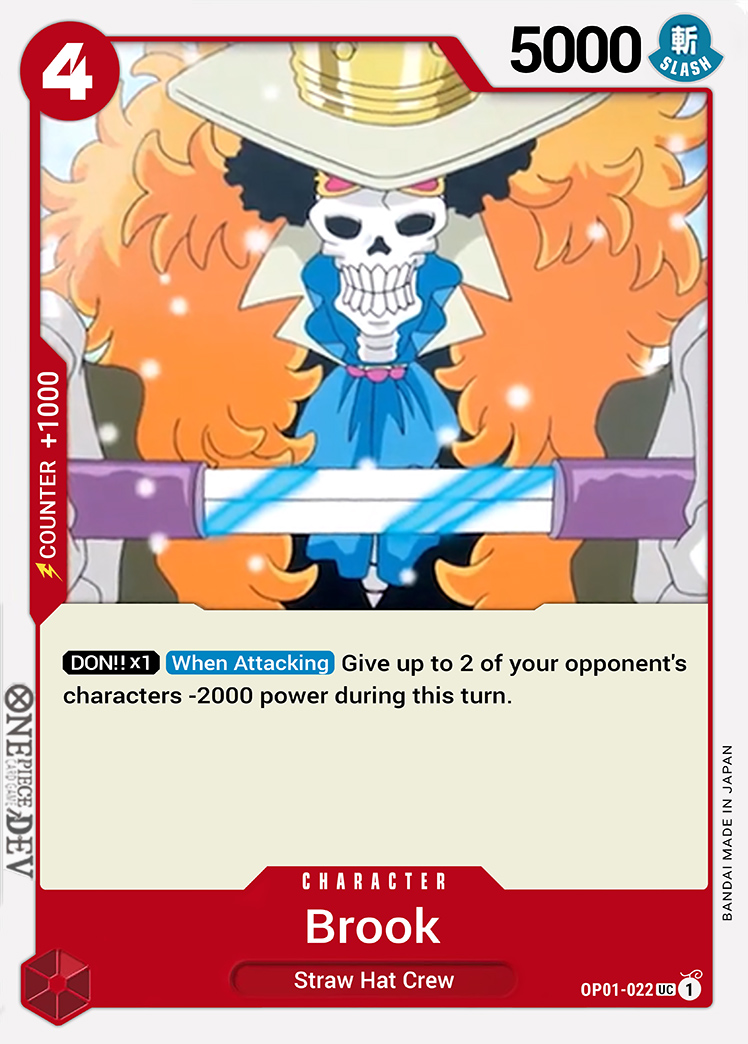 4
5000
斬
SLASH
COUNTER +1000
DON!! x1 When Attacking Give up to 2 of your opponent's
characters -2000 power during this turn.
ONE PIECE
CARD GAME
DEV
BANDAI MADE IN JAPAN
CHARACTER
Brook
Straw Hat Crew
OP01-022 UC 1